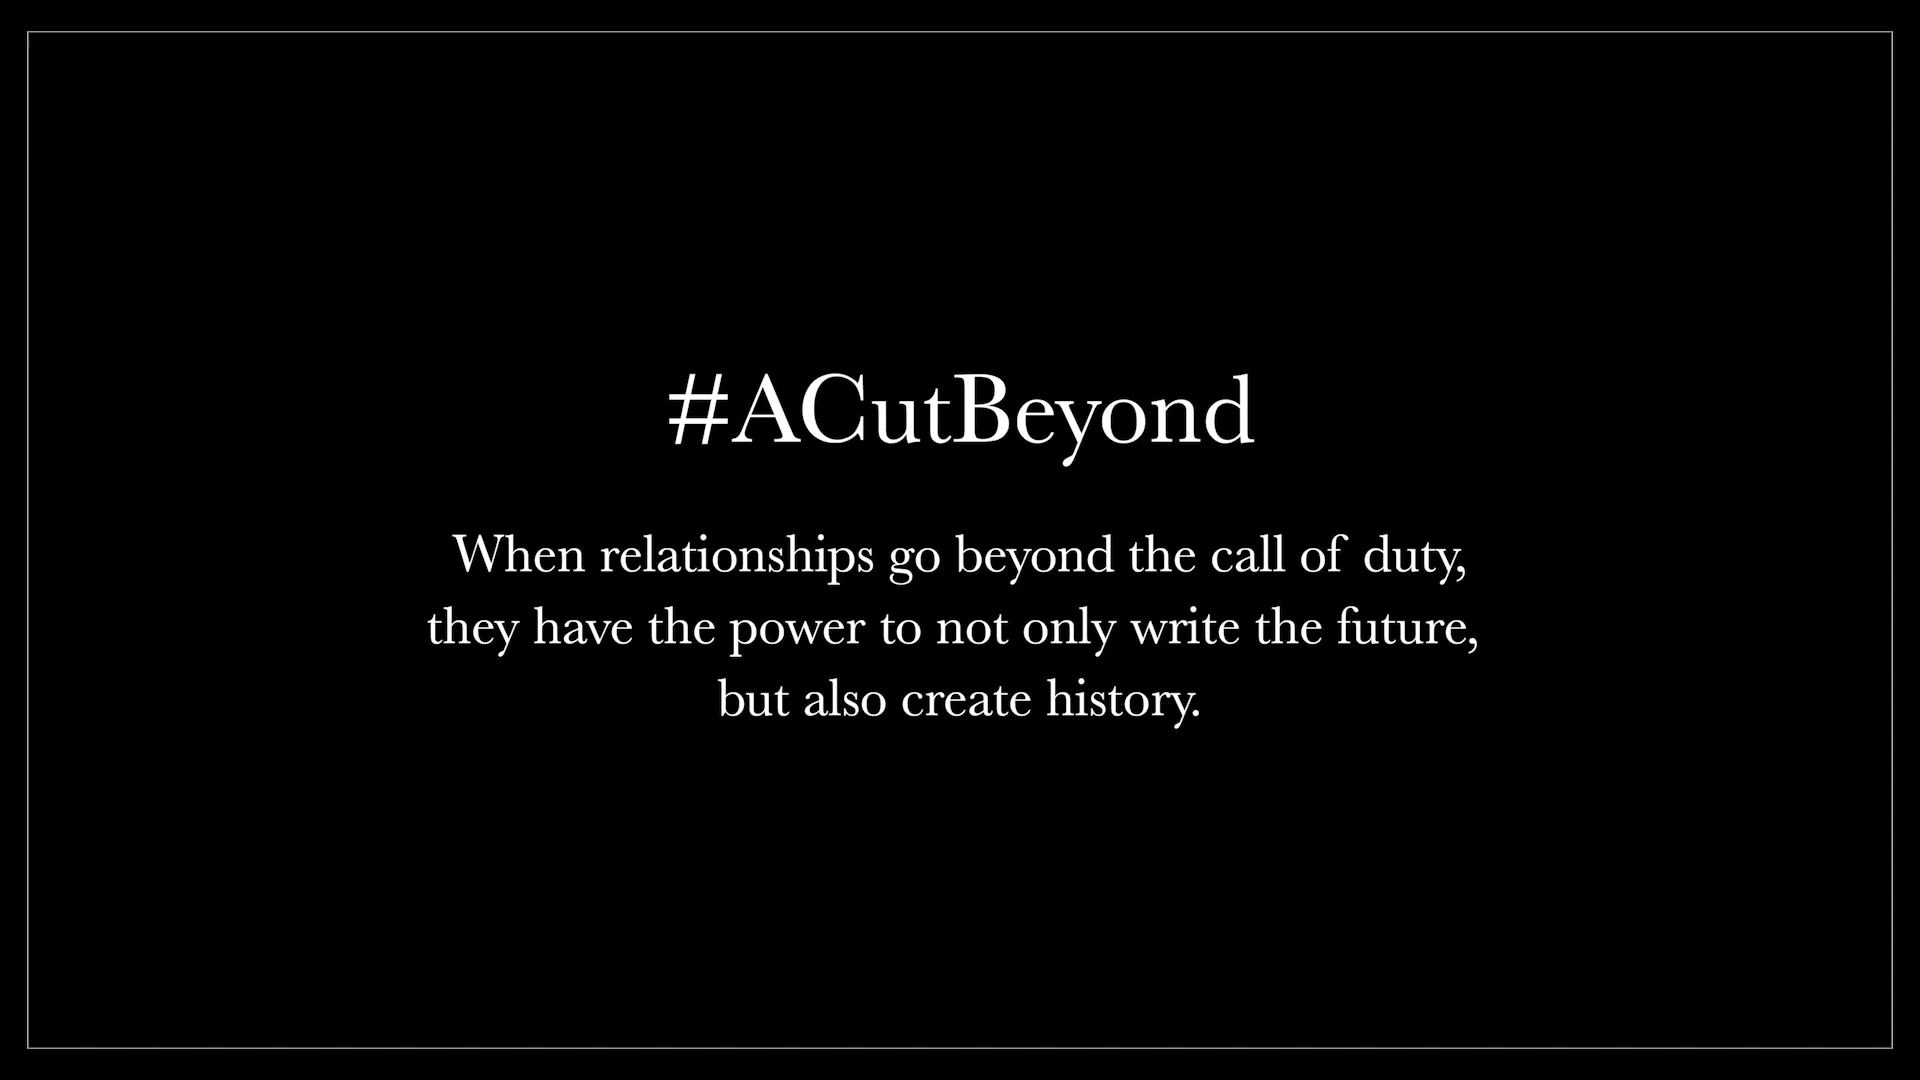 #ACutBeyond
When relationships go beyond the call of duty,
they have the power to not only write the future,
but also create history.